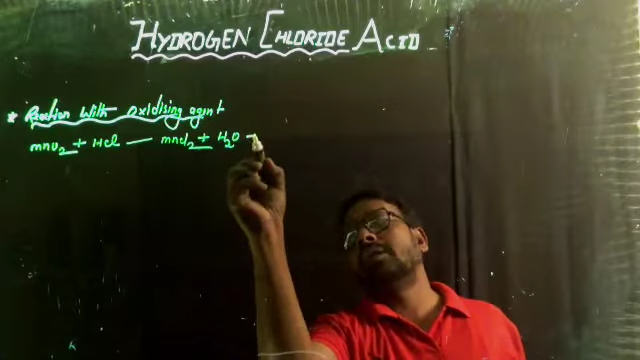 HYDROGEN CHLORIDE ACID
* Reaction with oxidising agent
mno2 + Hcl — mncl2 + H2O +